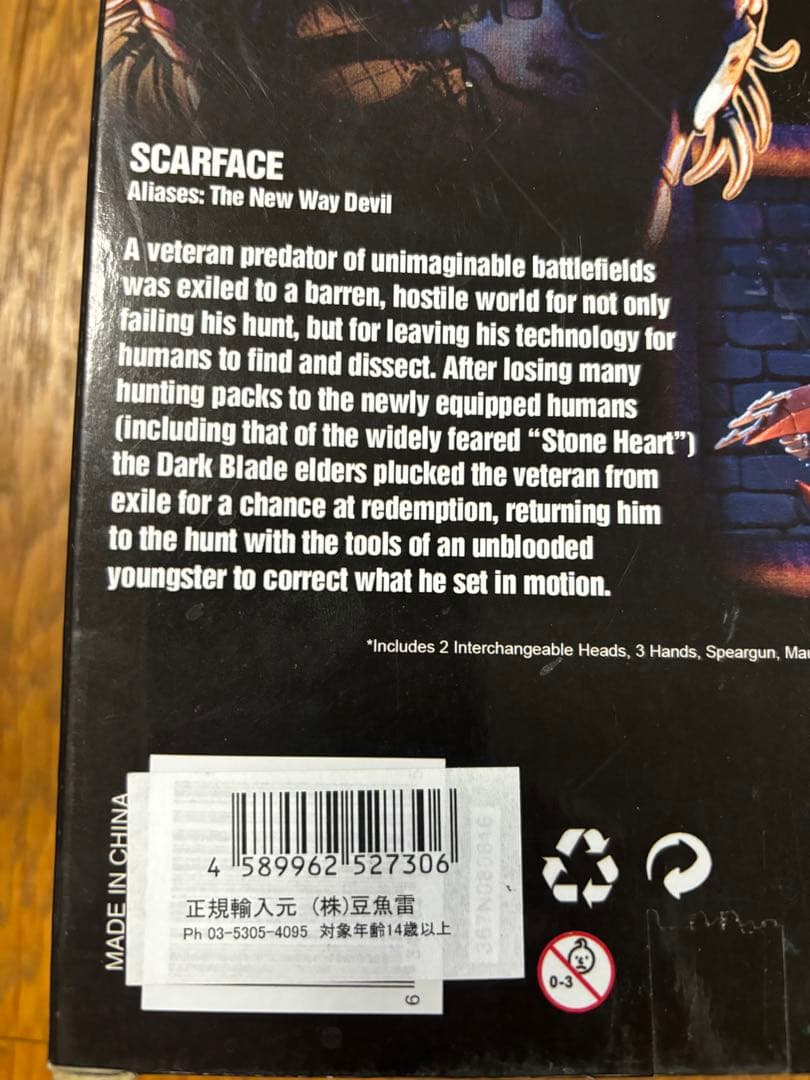 SCARFACE
Aliases: The New Way Devil
A veteran predator of unimaginable battlefields
was exiled to a barren, hostile world for not only
failing his hunt, but for leaving his technology for
humans to find and dissect. After losing many
hunting packs to the newly equipped humans
(including that of the widely feared “Stone Heart”)
the Dark Blade elders plucked the veteran from
exile for a chance at redemption, returning him
to the hunt with the tools of an unblooded
youngster to correct what he set in motion.
*Includes 2 Interchangeable Heads, 3 Hands, Speargun,
MADE IN CHINA
4 589962 527306
正規輸入元 (株)豆魚雷
Ph 03-5305-4095 対象年齢14歳以上
0-3